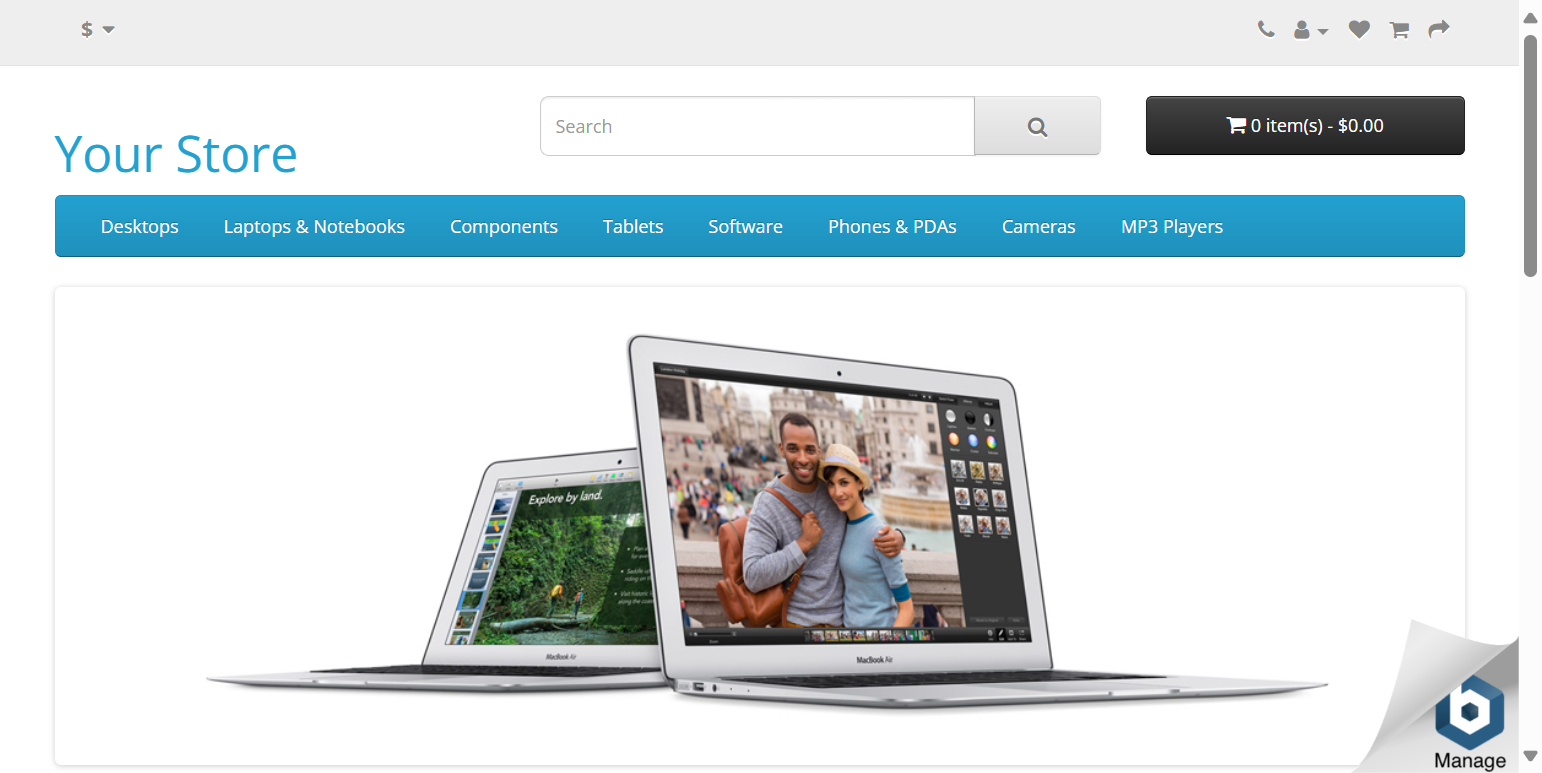 $
Search
0 item(s) - $0.00
Your Store
Desktops
Laptops & Notebooks
Components
Tablets
Software
Phones & PDAs
Cameras
MP3 Players
Explore by land.
MacBook Air
MacBook Air
Manage